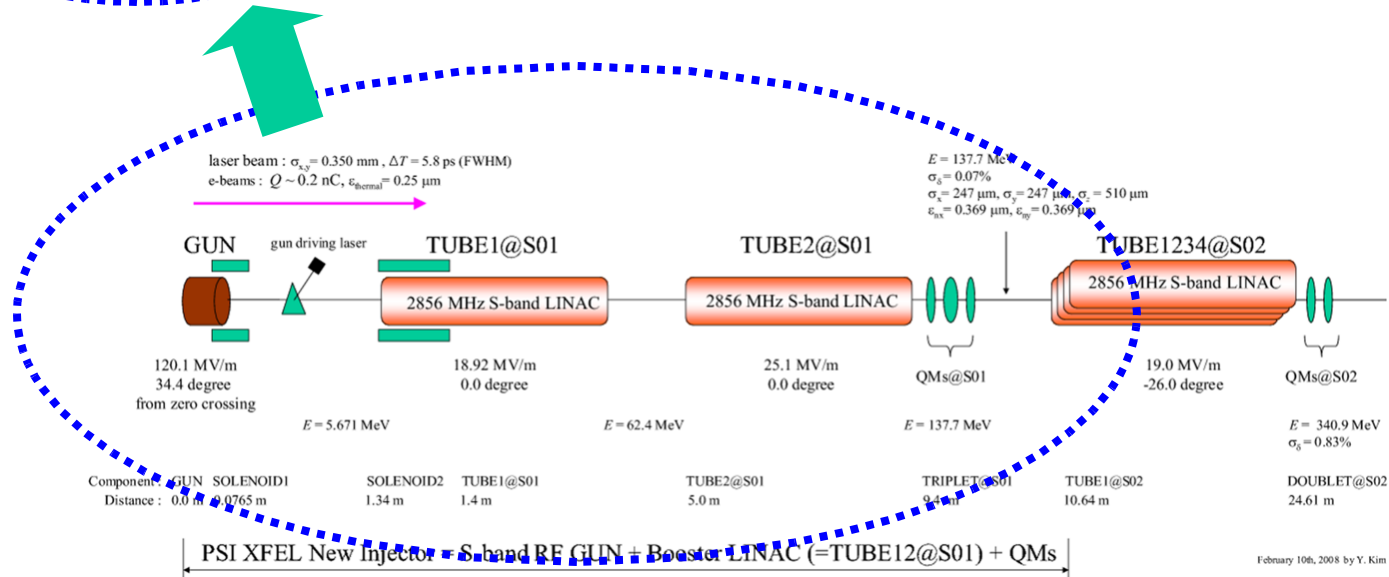 laser beam : σx,y= 0.350 mm , ΔT = 5.8 ps (FWHM)
e-beams : Q ~ 0.2 nC, εthermal= 0.25 μm
E = 137.7 MeV
σδ = 0.07%
σx= 247 μm, σy= 247 μm, σz = 510 μm
εnx= 0.369 μm, εny= 0.369 μm
GUN
gun driving laser
TUBE1@S01
TUBE2@S01
TUBE1234@S02
2856 MHz S-band LINAC
2856 MHz S-band LINAC
2856 MHz S-band LINAC
120.1 MV/m
34.4 degree
from zero crossing
18.92 MV/m
0.0 degree
25.1 MV/m
0.0 degree
QMs@S01
19.0 MV/m
-26.0 degree
QMs@S02
E = 5.671 MeV
E = 62.4 MeV
E = 137.7 MeV
E = 340.9 MeV
σδ = 0.83%
Component : GUN SOLENOID1 SOLENOID2 TUBE1@S01 TUBE2@S01 TRIPLET@S01 TUBE1@S02 DOUBLET@S02
Distance : 0.0 m 0.0765 m 1.34 m 1.4 m 5.0 m m 10.64 m 24.61 m
PSI XFEL New Injector = S-band RF GUN + Booster LINAC (=TUBE12@S01) + QMs
February 10th, 2008 by Y. Kim